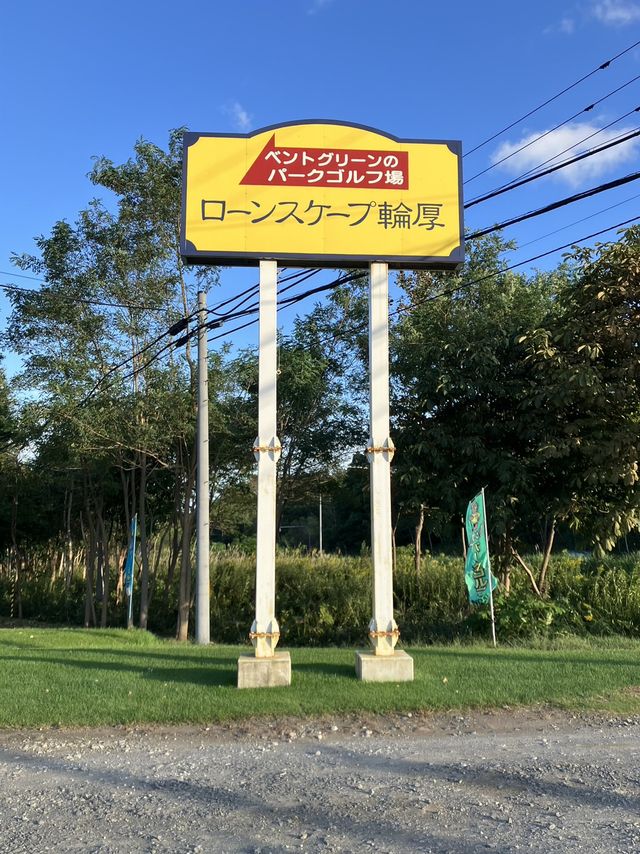 ベントグリーンの
パークゴルフ場
ローンスケープ輪厚